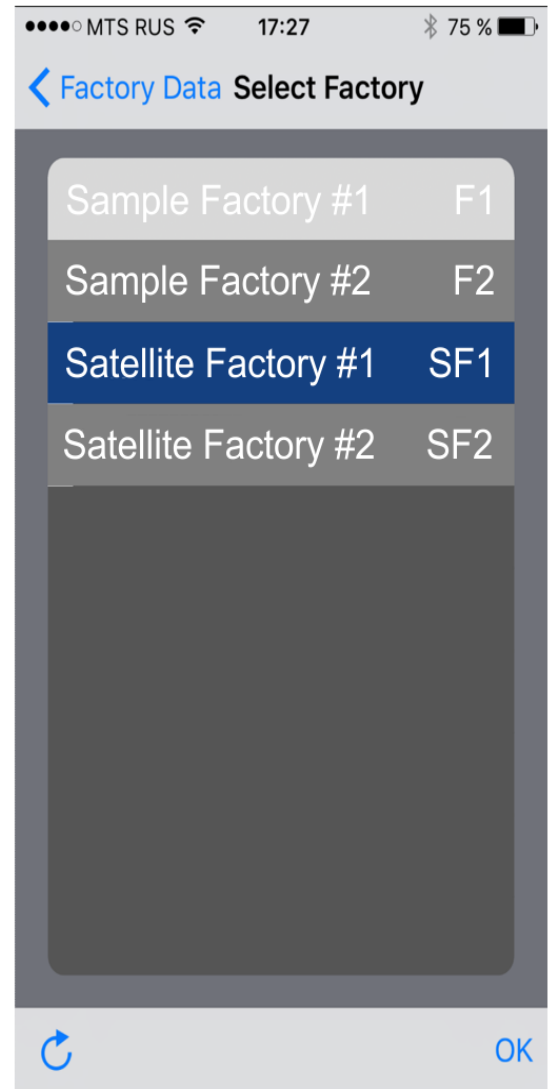 MTS RUS 17:27 75 %
Factory Data Select Factory
Sample Factory #1 F1
Sample Factory #2 F2
Satellite Factory #1 SF1
Satellite Factory #2 SF2
OK